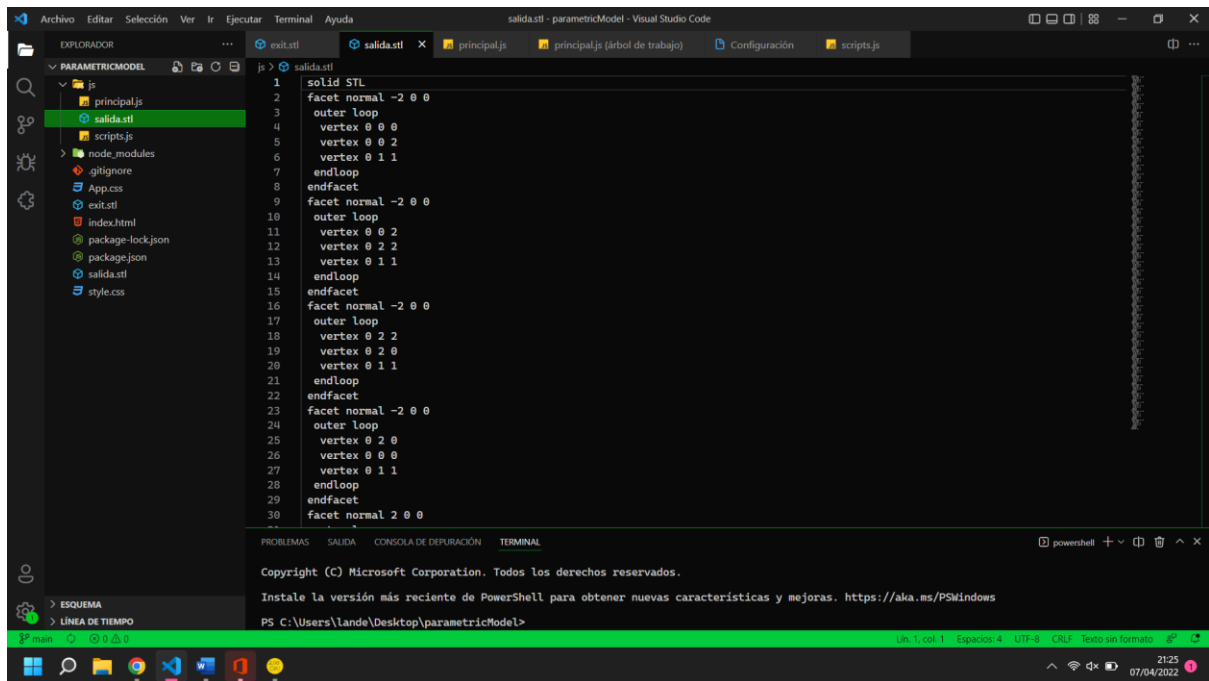 Archivo Editar Selección Ver Ir Ejecutar Terminal Ayuda salida.stl - parametricModel - Visual Studio Code
EXPLORADOR ···
exit.stl salida.stl principal.js principal.js (árbol de trabajo) Configuración scripts.js
PARAMETRICMODEL
js
principal.js
salida.stl
scripts.js
node_modules
.gitignore
App.css
exit.stl
index.html
package-lock.json
package.json
salida.stl
style.css
ESQUEMA
LÍNEA DE TIEMPO
js > salida.stl
1 solid STL
2 facet normal -2 0 0
3 outer loop
4 vertex 0 0 0
5 vertex 0 0 2
6 vertex 0 1 1
7 endloop
8 endfacet
9 facet normal -2 0 0
10 outer loop
11 vertex 0 0 2
12 vertex 0 2 2
13 vertex 0 1 1
14 endloop
15 endfacet
16 facet normal -2 0 0
17 outer loop
18 vertex 0 2 2
19 vertex 0 2 0
20 vertex 0 1 1
21 endloop
22 endfacet
23 facet normal -2 0 0
24 outer loop
25 vertex 0 2 0
26 vertex 0 0 0
27 vertex 0 1 1
28 endloop
29 endfacet
30 facet normal 2 0 0
PROBLEMAS SALIDA CONSOLA DE DEPURACIÓN TERMINAL powershell
Copyright (C) Microsoft Corporation. Todos los derechos reservados.
Instale la versión más reciente de PowerShell para obtener nuevas características y mejoras. https://aka.ms/PSWindows
PS C:\Users\lande\Desktop\parametricModel>
main 0 0 Lín. 1, col. 1 Espacios: 4 UTF-8 CRLF Texto sin formato
21:25
07/04/2022 1